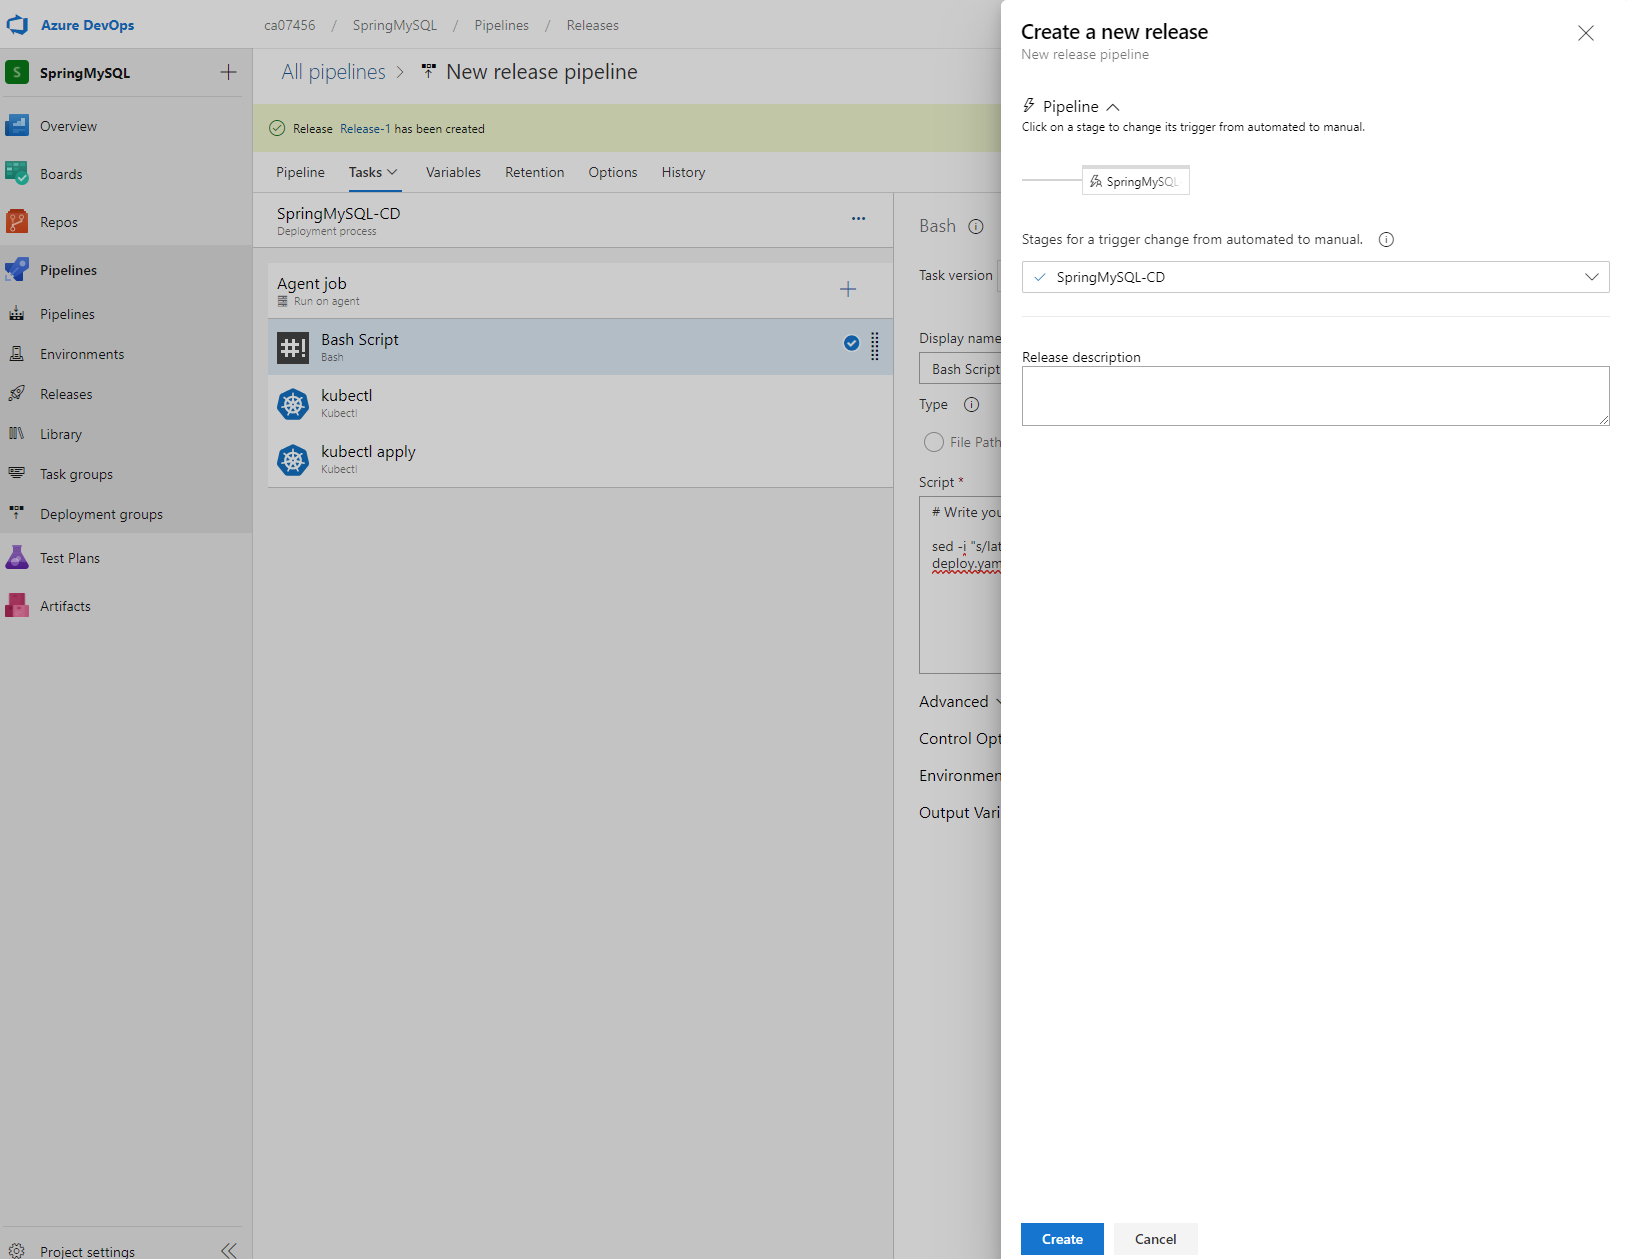 Azure DevOps
ca07456 / SpringMySQL / Pipelines / Releases
S SpringMySQL
Overview
Boards
Repos
Pipelines
Pipelines
Environments
Releases
Library
Task groups
Deployment groups
Test Plans
Artifacts
Project settings
All pipelines > New release pipeline
Release Release-1 has been created
Pipeline Tasks Variables Retention Options History
SpringMySQL-CD
Deployment process
Agent job
Run on agent
#! Bash Script
Bash
kubectl
Kubectl
kubectl apply
Kubectl
Bash
Task version
Display name
Bash Script
Type
File Path
Script *
# Write you
sed -i "s/lat
deploy.yam
Advanced
Control Opt
Environmen
Output Vari
Create a new release
New release pipeline
Pipeline
Click on a stage to change its trigger from automated to manual.
SpringMySQL
Stages for a trigger change from automated to manual.
SpringMySQL-CD
Release description
Create Cancel